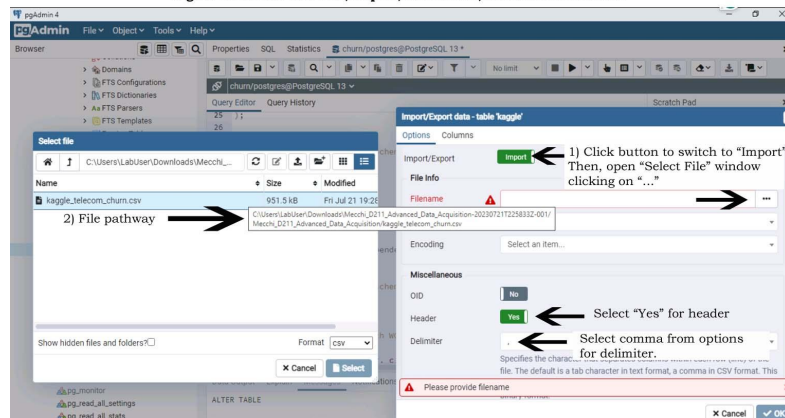 pgAdmin 4
PgAdmin File Object Tools Help
Browser
Properties SQL Statistics churn/postgres@PostgreSQL 13 *
Domains
FTS Configurations
FTS Dictionaries
FTS Parsers
FTS Templates
No limit
churn/postgres@PostgreSQL 13
Query Editor Query History
Scratch Pad
25 );
26
Select file
C:\Users\LabUser\Downloads\Mecchi_...
Name Size Modified
kaggle_telecom_churn.csv 951.5 kB Fri Jul 21 19:28
2) File pathway
C:\Users\LabUser\Downloads\Mecchi_D211_Advanced_Data_Acquisition-20230721T225833Z-001/
Mecchi_D211_Advanced_Data_Acquisition/kaggle_telecom_churn.csv
Show hidden files and folders?
Format csv
Cancel Select
Import/Export data - table 'kaggle'
Options Columns
Import/Export Import
1) Click button to switch to "Import"
Then, open "Select File" window
clicking on "..."
File Info
Filename ...
Encoding Select an item...
Miscellaneous
OID No
Header Yes
Select "Yes" for header
Delimiter ,
Select comma from options
for delimiter.
Specifies the character that separates columns within each row (line) of the
file. The default is a tab character in text format, a comma in CSV format. This
Please provide filename
Cancel OK
ALTER TABLE
pg_monitor
pg_read_all_settings
pg_read_all_stats